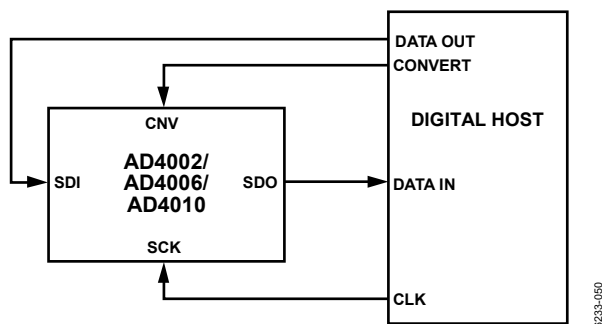 DATA OUT
CONVERT
CNV
DIGITAL HOST
AD4002/
AD4006/
AD4010
SDI
SDO
DATA IN
SCK
CLK
233-050